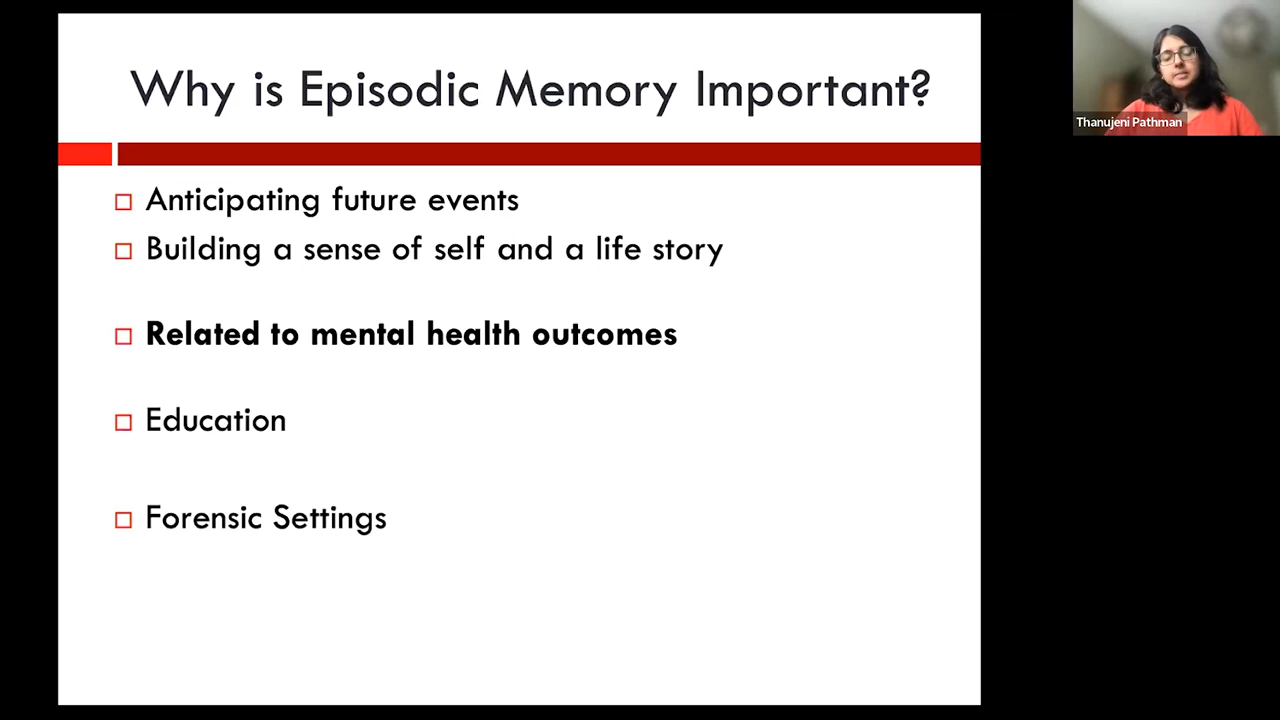 Why is Episodic Memory Important?
Thanujeni Pathman
Anticipating future events
Building a sense of self and a life story
Related to mental health outcomes
Education
Forensic Settings